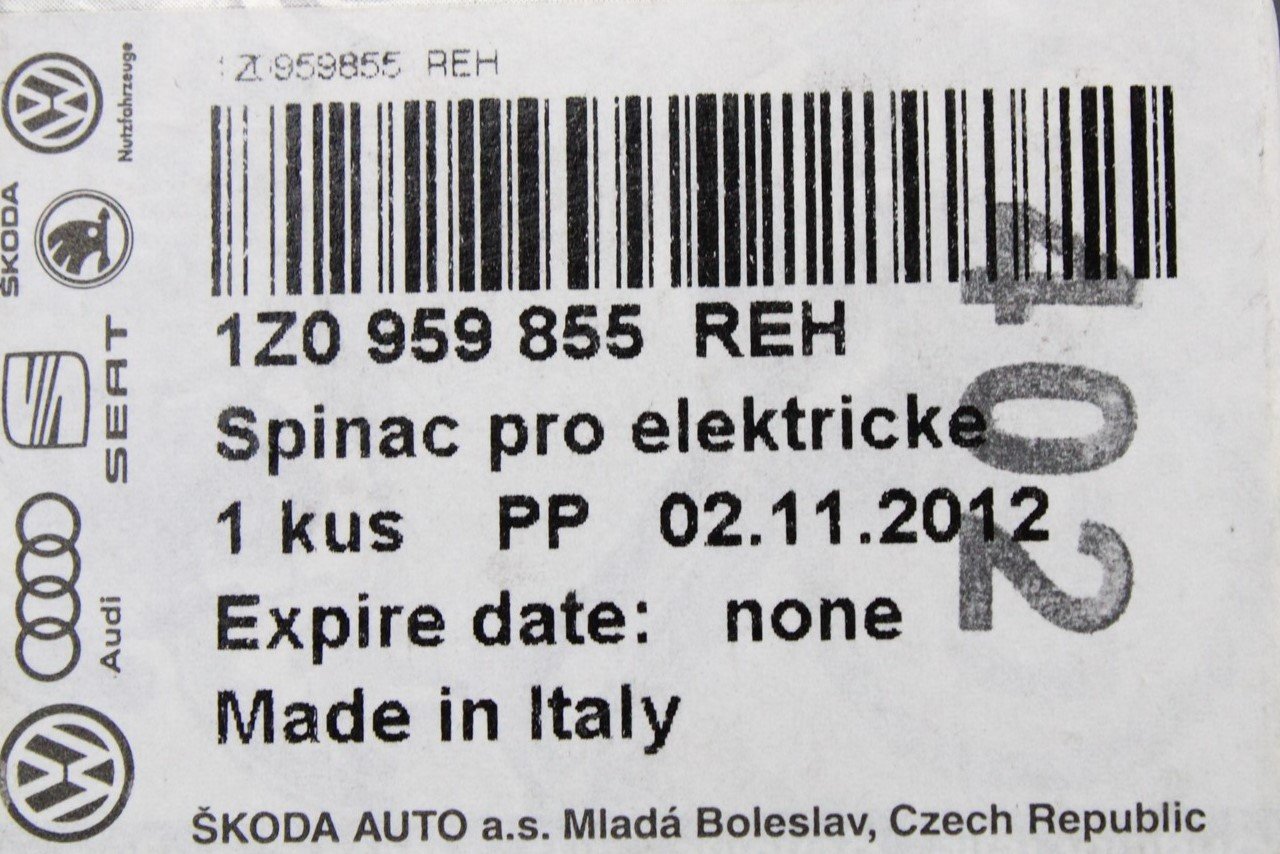 Nutzfahrzeuge
ŠKODA
SEAT
Audi
1Z0959855 REH
1Z0 959 855 REH
Spinac pro elektricke
1 kus PP 02.11.2012
Expire date: none
Made in Italy
ŠKODA AUTO a.s. Mladá Boleslav, Czech Republic
402